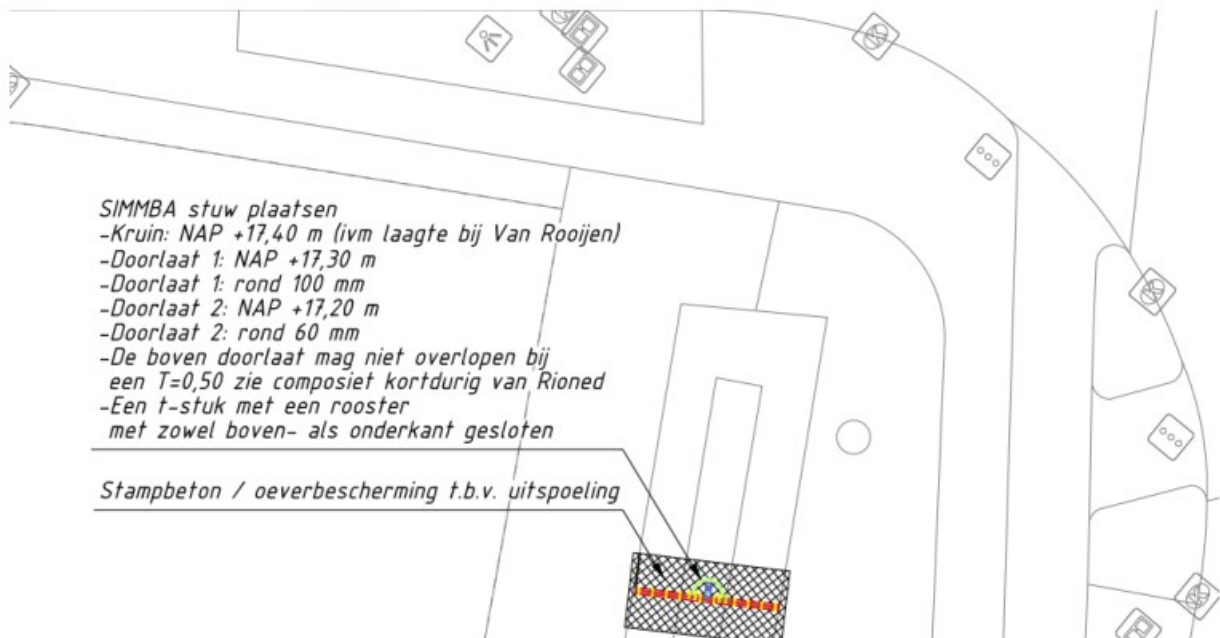 SIMMBA stuw plaatsen
-Kruin: NAP +17,40 m (ivm laagte bij Van Rooijen)
-Doorlaat 1: NAP +17,30 m
-Doorlaat 1: rond 100 mm
-Doorlaat 2: NAP +17,20 m
-Doorlaat 2: rond 60 mm
-De boven doorlaat mag niet overlopen bij
een T=0,50 zie composiet kortdurig van Rioned
-Een t-stuk met een rooster
met zowel boven- als onderkant gesloten
Stampbeton / oeverbescherming t.b.v. uitspoeling